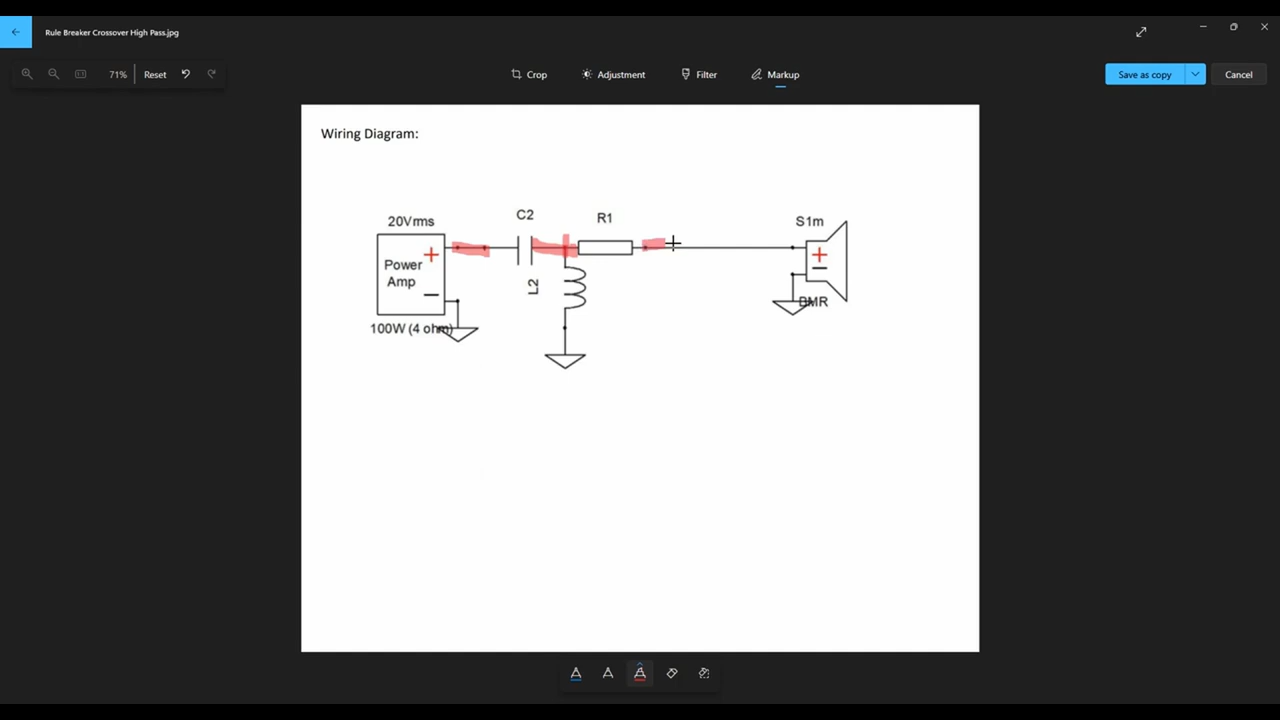 Rule Breaker Crossover High Pass.jpg
71% Reset Crop Adjustment Filter Markup Save as copy Cancel
Wiring Diagram:
20Vrms C2 R1 S1m
+ +
Power
Amp
− −
L2
BMR
100W (4 ohm)